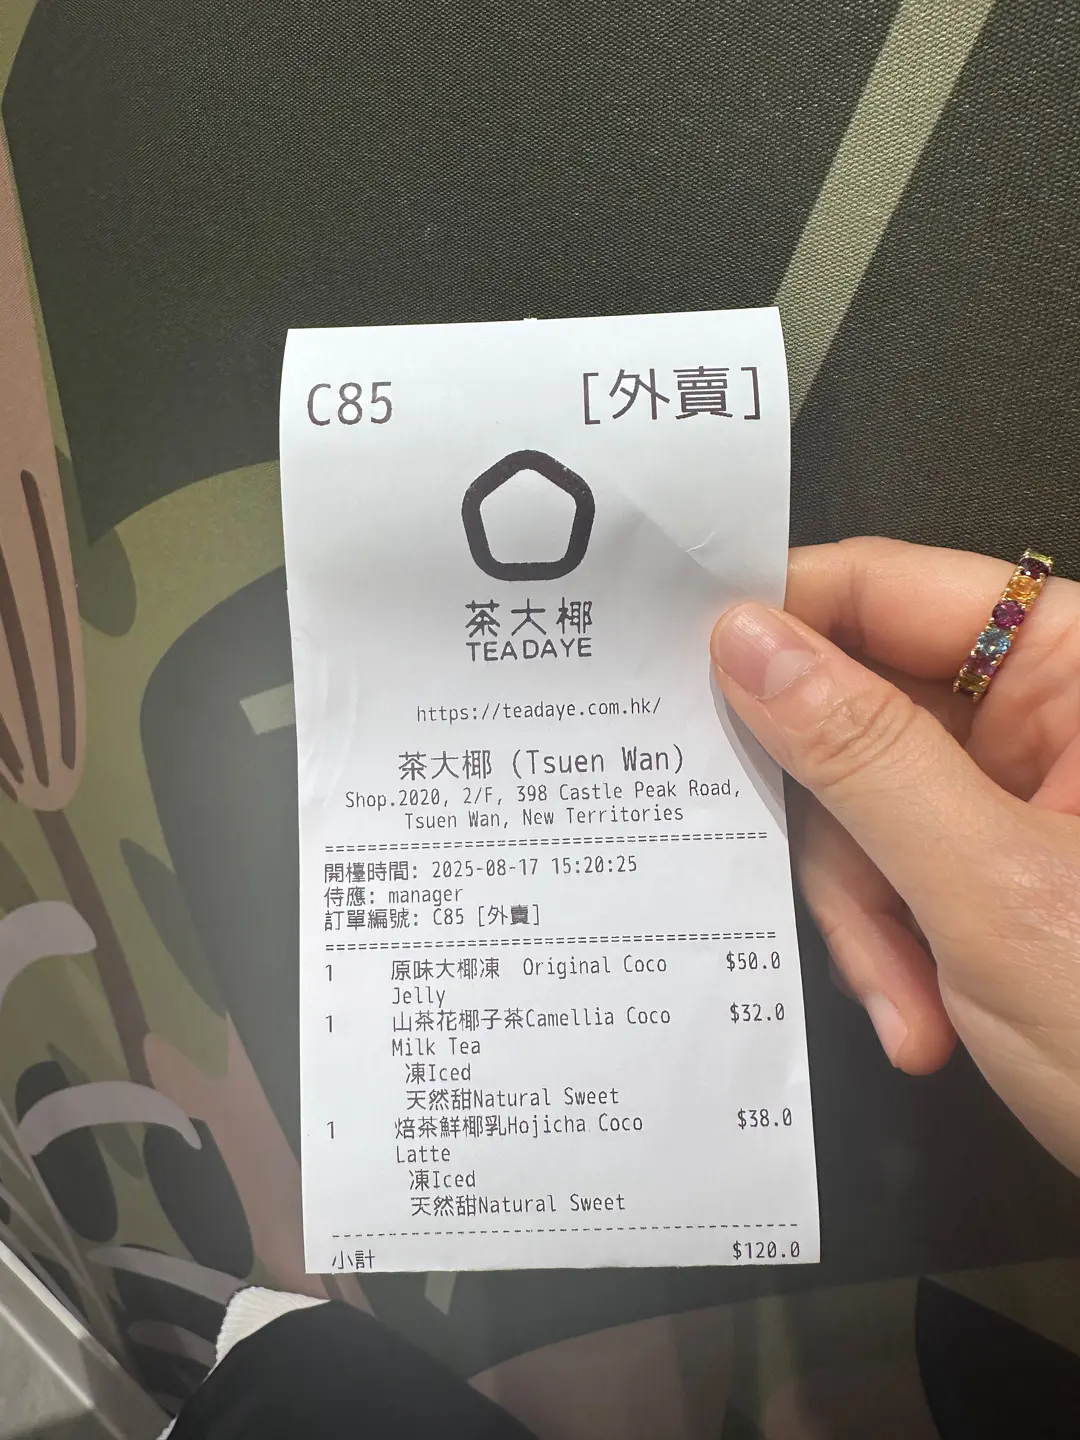 C85 [外賣]
茶大椰
TEADAYE
https://teadaye.com.hk/
茶大椰 (Tsuen Wan)
Shop.2020, 2/F, 398 Castle Peak Road,
Tsuen Wan, New Territories
=========================================
開檯時間: 2025-08-17 15:20:25
侍應: manager
訂單編號: C85 [外賣]
=========================================
1 原味大椰凍 Original Coco $50.0
Jelly
1 山茶花椰子茶Camellia Coco $32.0
Milk Tea
凍Iced
天然甜Natural Sweet
1 焙茶鮮椰乳Hojicha Coco $38.0
Latte
凍Iced
天然甜Natural Sweet
-----------------------------------------
小計 $120.0